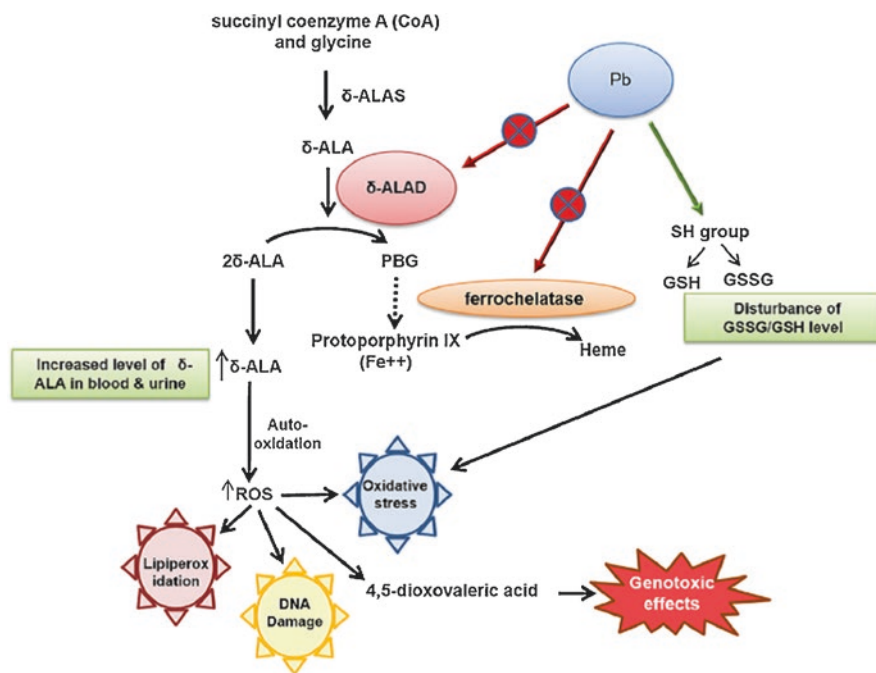 succinyl coenzyme A (CoA)
and glycine
Pb
δ-ALAS
δ-ALA
δ-ALAD
SH group
2δ-ALA
PBG
GSH
GSSG
ferrochelatase
Disturbance of
GSSG/GSH level
Protoporphyrin IX
(Fe++)
Heme
Increased level of δ-
ALA in blood & urine
↑δ-ALA
Auto-
oxidation
↑ROS
Oxidative
stress
Lipiperox
idation
DNA
Damage
4,5-dioxovaleric acid
Genotoxic
effects